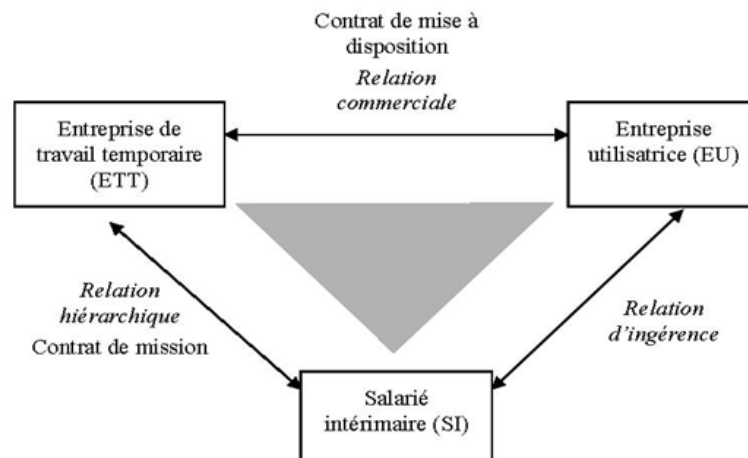 Contrat de mise à
disposition
Relation
commerciale
Entreprise de
travail temporaire
(ETT)
Entreprise
utilisatrice (EU)
Relation
hiérarchique
Contrat de mission
Relation
d'ingérence
Salarié
intérimaire (SI)